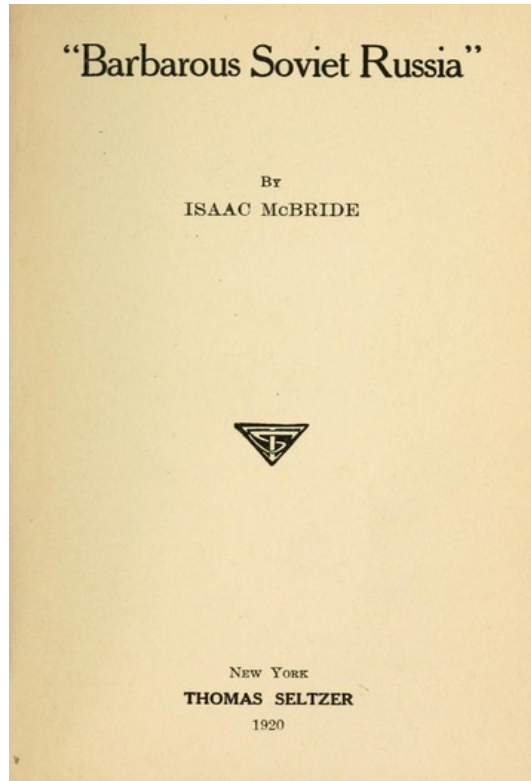 “Barbarous Soviet Russia”
By
ISAAC McBRIDE
New York
THOMAS SELTZER
1920